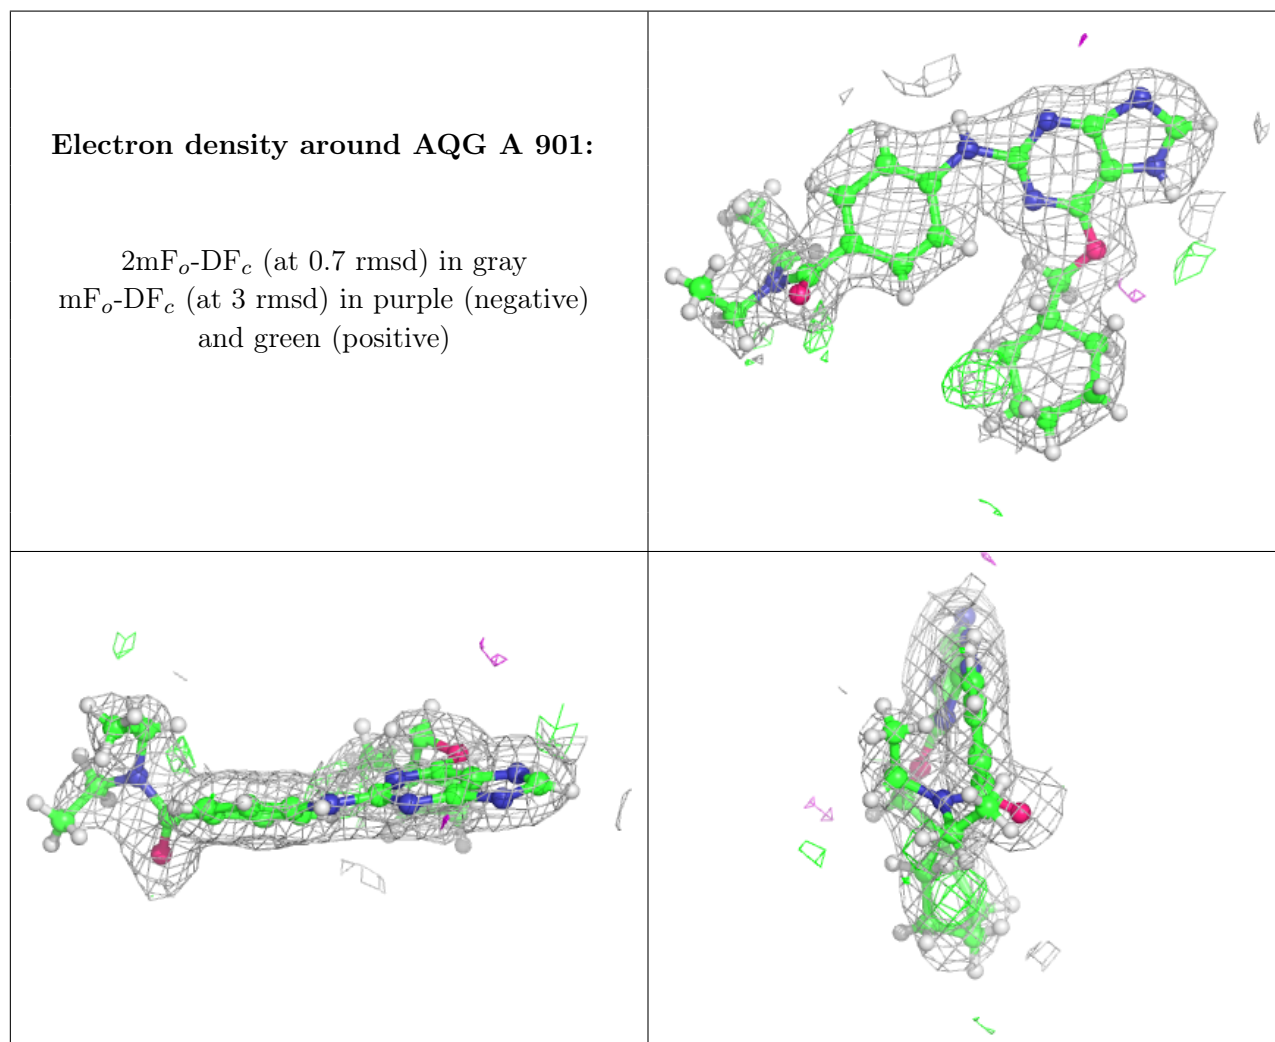 Electron density around AQG A 901:
2mFo-DFc (at 0.7 rmsd) in gray
mFo-DFc (at 3 rmsd) in purple (negative)
and green (positive)